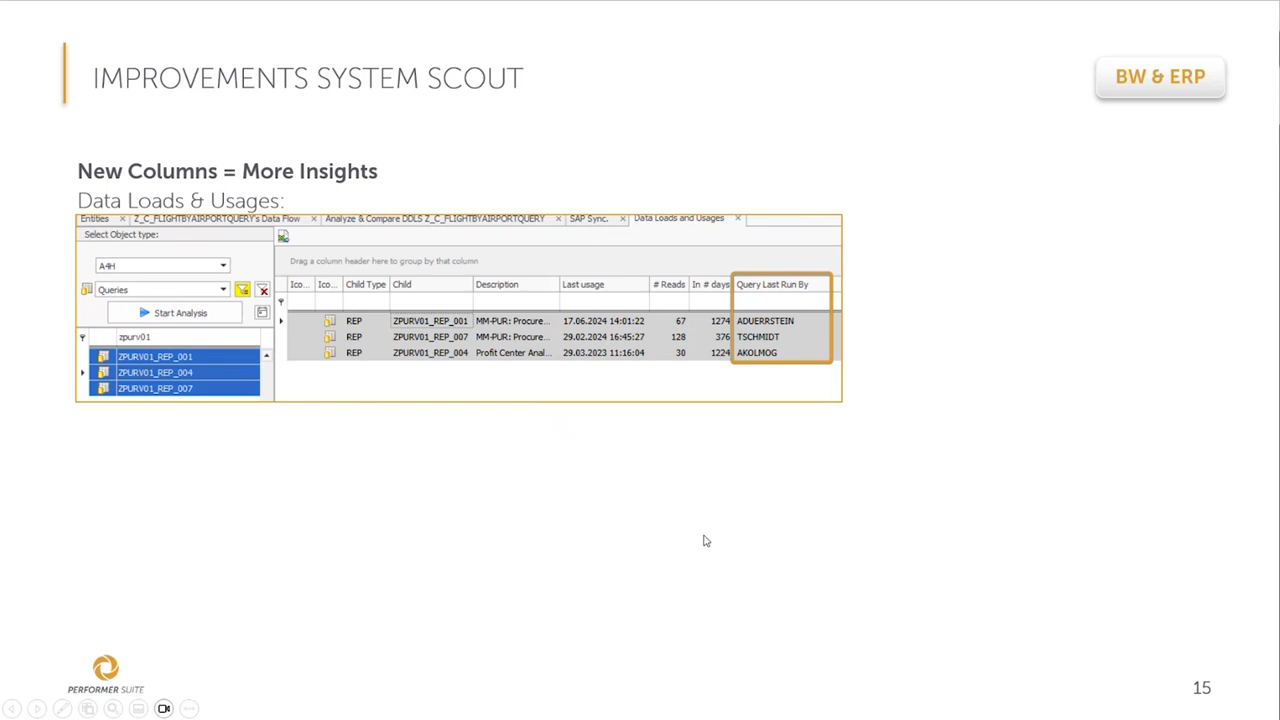 IMPROVEMENTS SYSTEM SCOUT
BW & ERP
New Columns = More Insights
Data Loads & Usages:
Entities × Z_C_FLIGHTBYAIRPORTQUERY's Data Flow × Analyze & Compare DDLS Z_C_FLIGHTBYAIRPORTQUERY × SAP Sync. × Data Loads and Usages ×
Select Object type:
A4H
Queries
Start Analysis
zpurv01
ZPURV01_REP_001
ZPURV01_REP_004
ZPURV01_REP_007
Drag a column header here to group by that column
Ico... Ico... Child Type Child Description Last usage # Reads In # days Query Last Run By
REP ZPURV01_REP_001 MM-PUR: Procure... 17.06.2024 14:01:22 67 1274 ADUERRSTEIN
REP ZPURV01_REP_007 MM-PUR: Procure... 29.02.2024 16:45:27 128 376 TSCHMIDT
REP ZPURV01_REP_004 Profit Center Anal... 29.03.2023 11:16:04 30 1224 AKOLMOG
PERFORMER SUITE
15